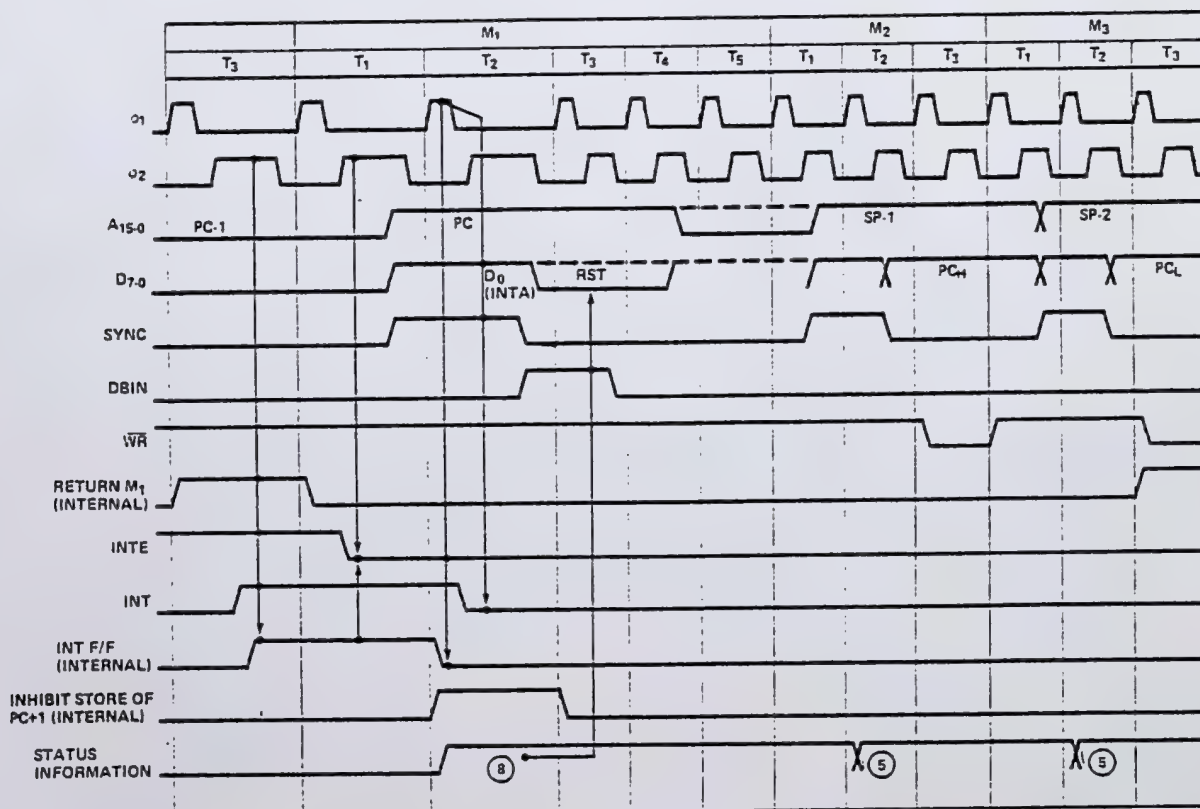 M₁ M₂ M₃
T₃ T₁ T₂ T₃ T₄ T₅ T₁ T₂ T₃ T₁ T₂ T₃
ø₁
ø₂
A₁₅₋₀ PC-1 PC SP-1 SP-2
D₇₋₀ D₀ (INTA) RST PCH PCL
SYNC
DBIN
W̅R̅
RETURN M₁
(INTERNAL)
INTE
INT
INT F/F
(INTERNAL)
INHIBIT STORE OF
PC+1 (INTERNAL)
STATUS
INFORMATION
8 5 5